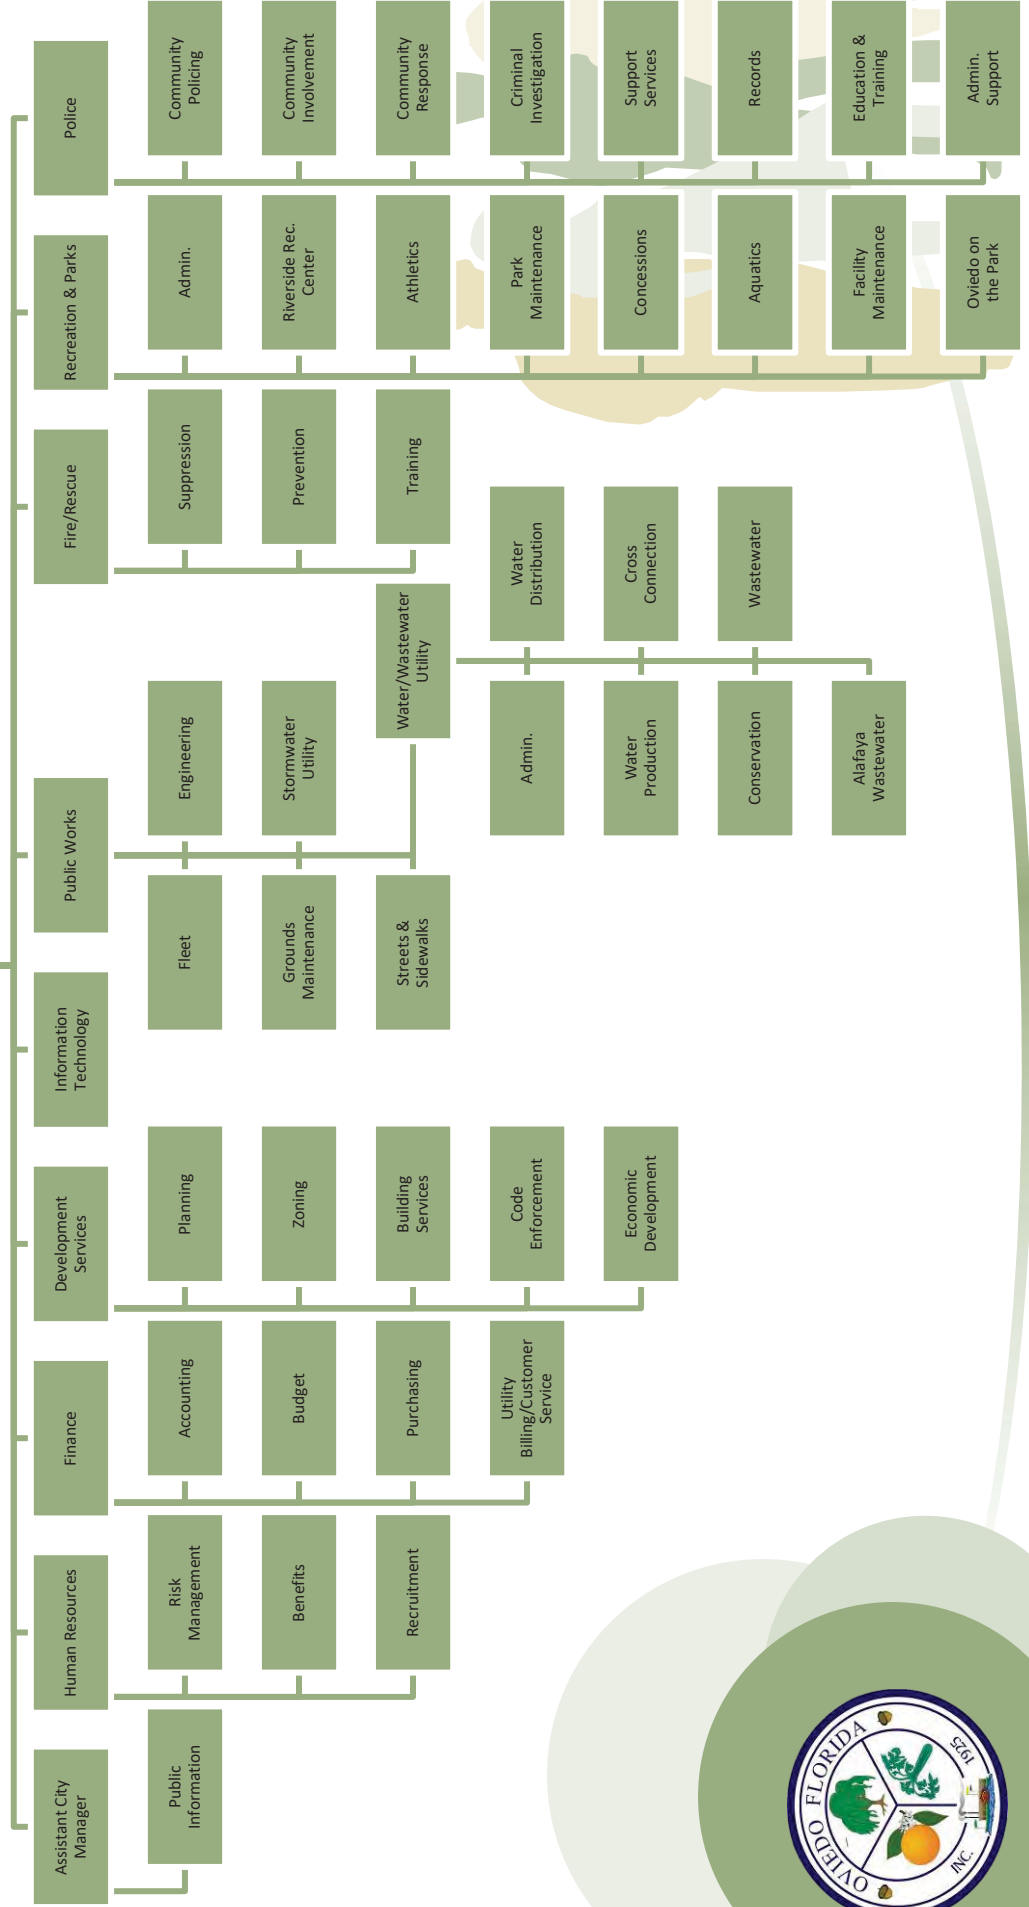 Assistant City
Manager
Public
Information
Human Resources
Risk
Management
Benefits
Recruitment
Finance
Accounting
Budget
Purchasing
Utility
Billing/Customer
Service
Development
Services
Planning
Zoning
Building
Services
Code
Enforcement
Economic
Development
Information
Technology
Public Works
Fleet
Engineering
Grounds
Maintenance
Stormwater
Utility
Streets &
Sidewalks
Water/Wastewater
Utility
Admin.
Water
Distribution
Water
Production
Cross
Connection
Conservation
Wastewater
Alafaya
Wastewater
Fire/Rescue
Suppression
Prevention
Training
Recreation & Parks
Admin.
Riverside Rec.
Center
Athletics
Park
Maintenance
Concessions
Aquatics
Facility
Maintenance
Oviedo on
the Park
Police
Community
Policing
Community
Involvement
Community
Response
Criminal
Investigation
Support
Services
Records
Education &
Training
Admin.
Support
OVIEDO FLORIDA
INC. 1925